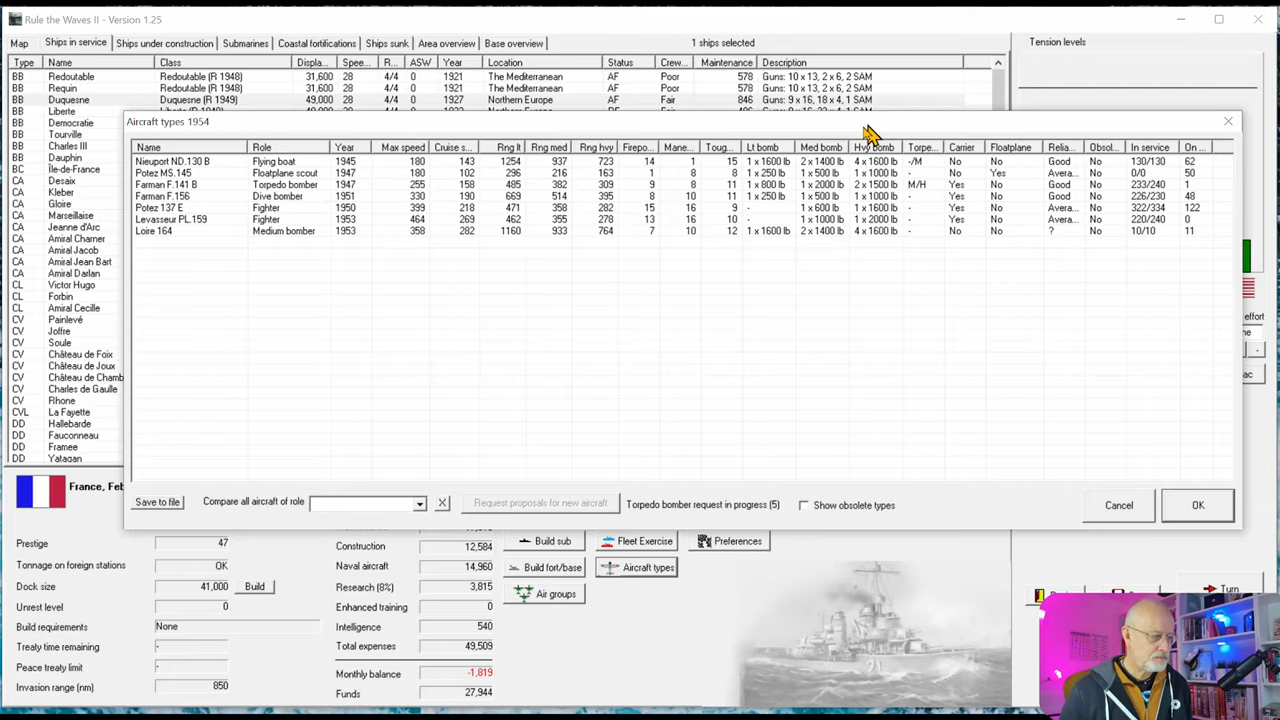 Rule the Waves II - Version 1.25
Map Ships in service Ships under construction Submarines Coastal fortifications Ships sunk Area overview Base overview 1 ships selected Tension levels
Type Name Class Displa... Spee... R... ASW Year Location Status Crew... Maintenance Description
BB Redoutable Redoutable (R 1948) 31,600 28 4/4 0 1921 The Mediterranean AF Poor 578 Guns: 10 x 13, 2 x 6, 2 SAM
BB Requin Redoutable (R 1948) 31,600 28 4/4 0 1921 The Mediterranean AF Poor 578 Guns: 10 x 13, 2 x 6, 2 SAM
BB Duquesne Duquesne (R 1949) 49,000 28 4/4 0 1927 Northern Europe AF Fair 846 Guns: 9 x 16, 18 x 4, 1 SAM
BB Liberte
BB Democratie
BB Tourville
BB Charles III
BB Dauphin
BC Île-de-France
CA Desaix
CA Kleber
CA Gloire
CA Marseillaise
CA Jeanne d'Arc
CA Amiral Charner
CA Amiral Jacob
CA Amiral Jean Bart
CA Amiral Darlan
CL Victor Hugo
CL Forbin
CL Amiral Cecille
CV Painlevé
CV Joffre
CV Soule
CV Château de Foix
CV Château de Joux
CV Château de Chamb
CV Charles de Gaulle
CV Rhone
CVL La Fayette
DD Hallebarde
DD Fauconneau
DD Framee
DD Yatagan
Aircraft types 1954
Name Role Year Max speed Cruise s... Rng lt Rng med Rng hvy Firepo... Mane... Toug... Lt bomb Med bomb Hvy bomb Torpe... Carrier Floatplane Relia... Obsol... In service On ...
Nieuport ND.130 B Flying boat 1945 180 143 1254 937 723 14 1 15 1 x 1600 lb 2 x 1400 lb 4 x 1600 lb -/M No No Good No 130/130 62
Potez MS.145 Floatplane scout 1947 180 102 296 216 163 1 8 8 1 x 250 lb 1 x 500 lb 1 x 1000 lb - No Yes Avera... No 0/0 50
Farman F.141 B Torpedo bomber 1947 255 158 485 382 309 9 8 11 1 x 800 lb 1 x 2000 lb 2 x 1500 lb M/H Yes No Good No 233/240 1
Farman F.156 Dive bomber 1951 330 190 669 514 395 8 10 11 1 x 250 lb 1 x 500 lb 1 x 1000 lb - Yes No Good No 226/230 48
Potez 137 E Fighter 1950 399 218 471 358 282 15 16 9 - 1 x 600 lb 1 x 1600 lb - Yes No Avera... No 322/334 122
Levasseur PL.159 Fighter 1953 464 269 462 355 278 13 16 10 - 1 x 1000 lb 1 x 2000 lb - Yes No Avera... No 220/240 0
Loire 164 Medium bomber 1953 358 282 1160 933 764 7 10 12 1 x 1600 lb 2 x 1400 lb 4 x 1600 lb - No No ? No 10/10 11
Save to file Compare all aircraft of role X Request proposals for new aircraft Torpedo bomber request in progress (5) Show obsolete types Cancel OK
France, Feb
effort
Prestige 47
Tonnage on foreign stations OK
Dock size 41,000 Build
Unrest level 0
Build requirements None
Treaty time remaining -
Peace treaty limit -
Invasion range (nm) 850
Construction 12,584
Naval aircraft 14,960
Research (8%) 3,815
Enhanced training 0
Intelligence 540
Total expenses 49,509
Monthly balance -1,819
Funds 27,944
Build sub Fleet Exercise Preferences
Build fort/base Aircraft types
Air groups
Turn